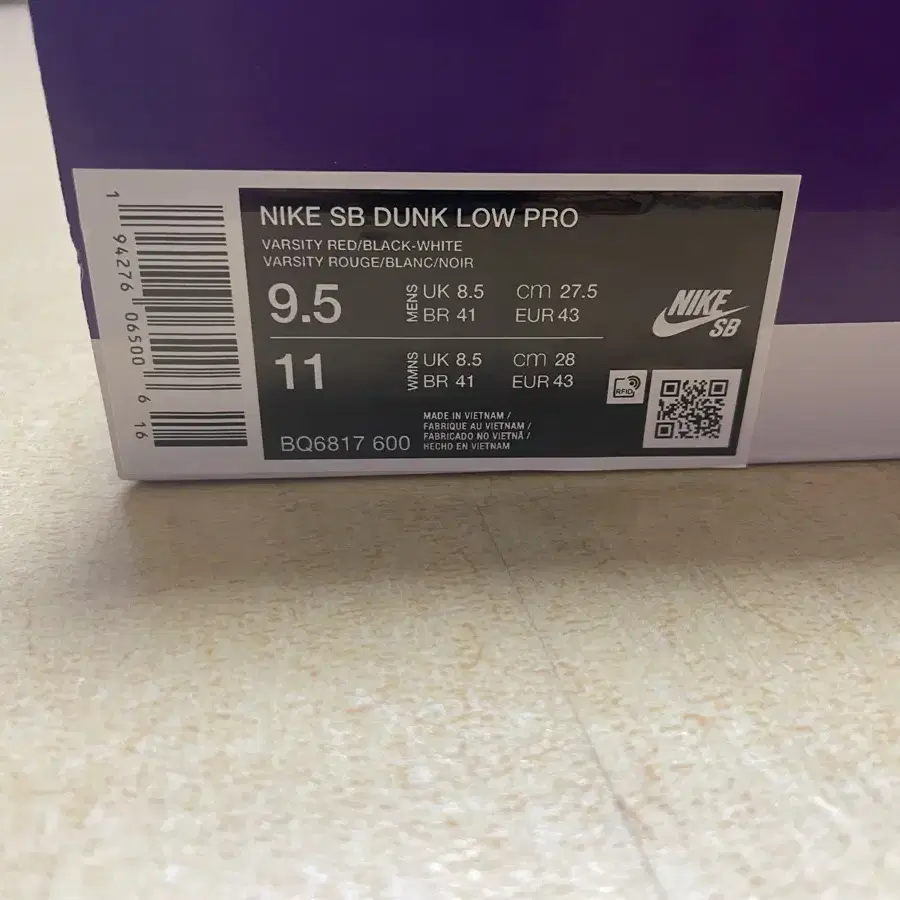 1 94276 06500 6 16
NIKE SB DUNK LOW PRO
VARSITY RED/BLACK-WHITE
VARSITY ROUGE/BLANC/NOIR
9.5 MENS UK 8.5 cm 27.5
BR 41 EUR 43
11 WMNS UK 8.5 cm 28
BR 41 EUR 43
NIKE
SB
RFID
BQ6817 600
MADE IN VIETNAM /
FABRIQUE AU VIETNAM /
FABRICADO NO VIETNÃ /
HECHO EN VIETNAM